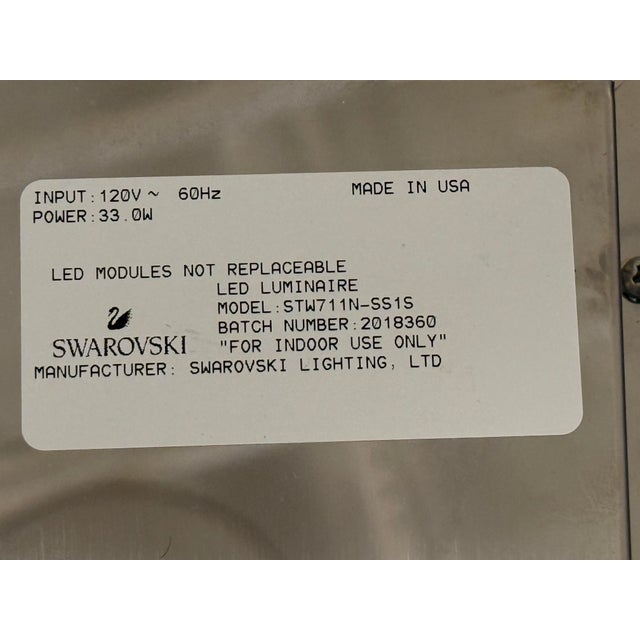 INPUT:120V~ 60Hz MADE IN USA
POWER:33.0W
LED MODULES NOT REPLACEABLE
LED LUMINAIRE
MODEL:STW711N-SS1S
BATCH NUMBER:2018360
SWAROVSKI "FOR INDOOR USE ONLY"
MANUFACTURER: SWAROVSKI LIGHTING, LTD